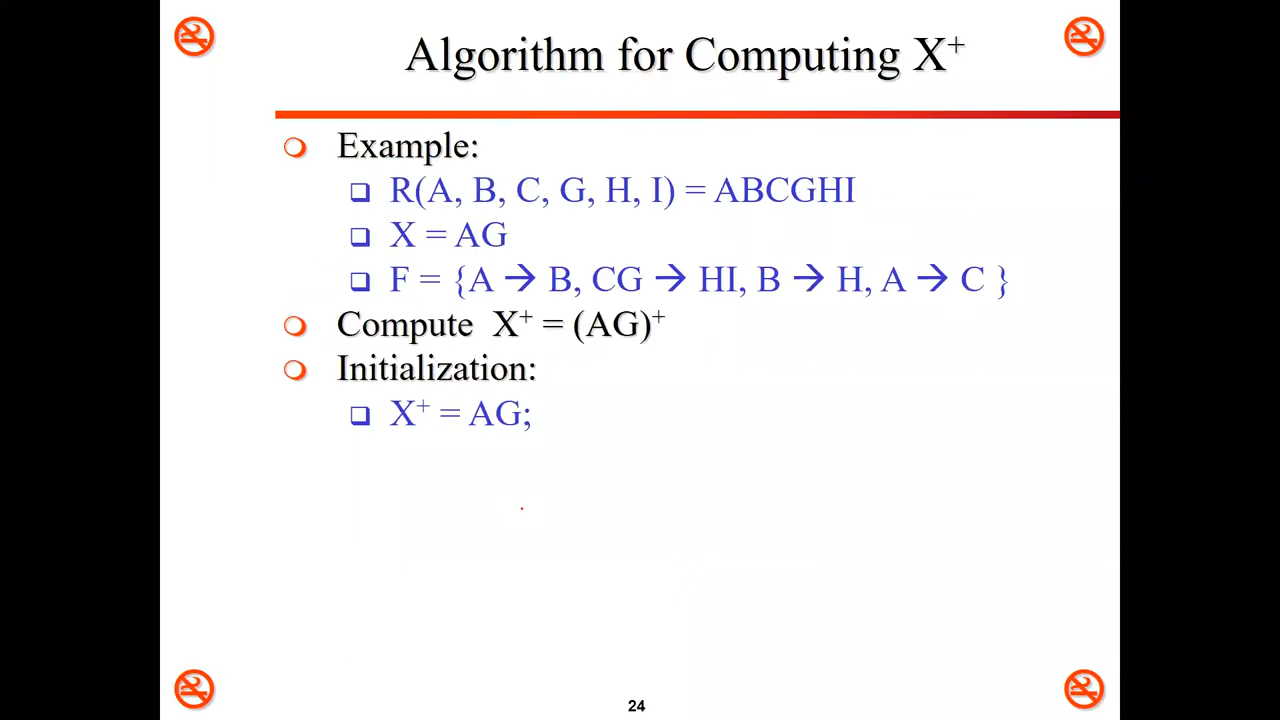 Algorithm for Computing X⁺
Example:
R(A, B, C, G, H, I) = ABCGHI
X = AG
F = {A → B, CG → HI, B → H, A → C }
Compute X⁺ = (AG)⁺
Initialization:
X⁺ = AG;
24